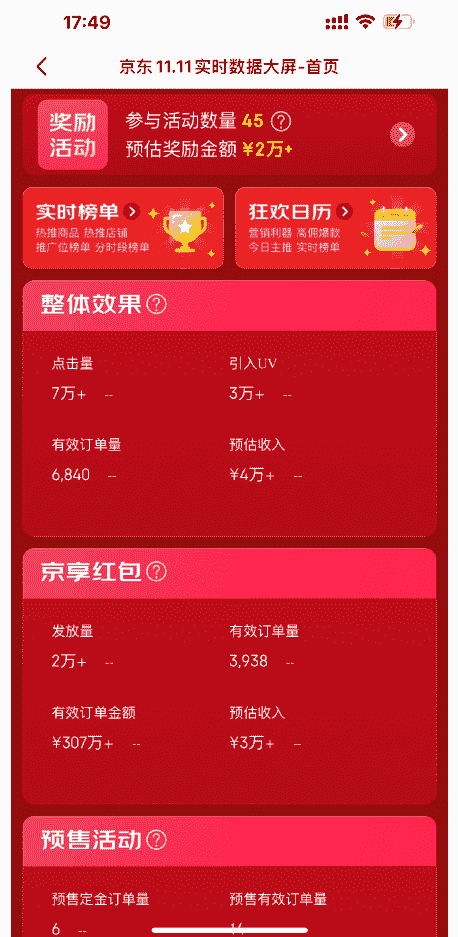 17:49
京东 11.11 实时数据大屏-首页
奖励
活动
参与活动数量 45 ?
预估奖励金额 ¥2万+
实时榜单
热推商品 热推店铺
推广位榜单 分时段榜单
狂欢日历
营销利器 高佣爆款
今日主推 实时榜单
整体效果 ?
点击量 引入UV
7万+ -- 3万+ --
有效订单量 预估收入
6,840 -- ¥4万+ --
京享红包 ?
发放量 有效订单量
2万+ -- 3,938 --
有效订单金额 预估收入
¥307万+ -- ¥3万+ --
预售活动 ?
预售定金订单量 预售有效订单量
6 --